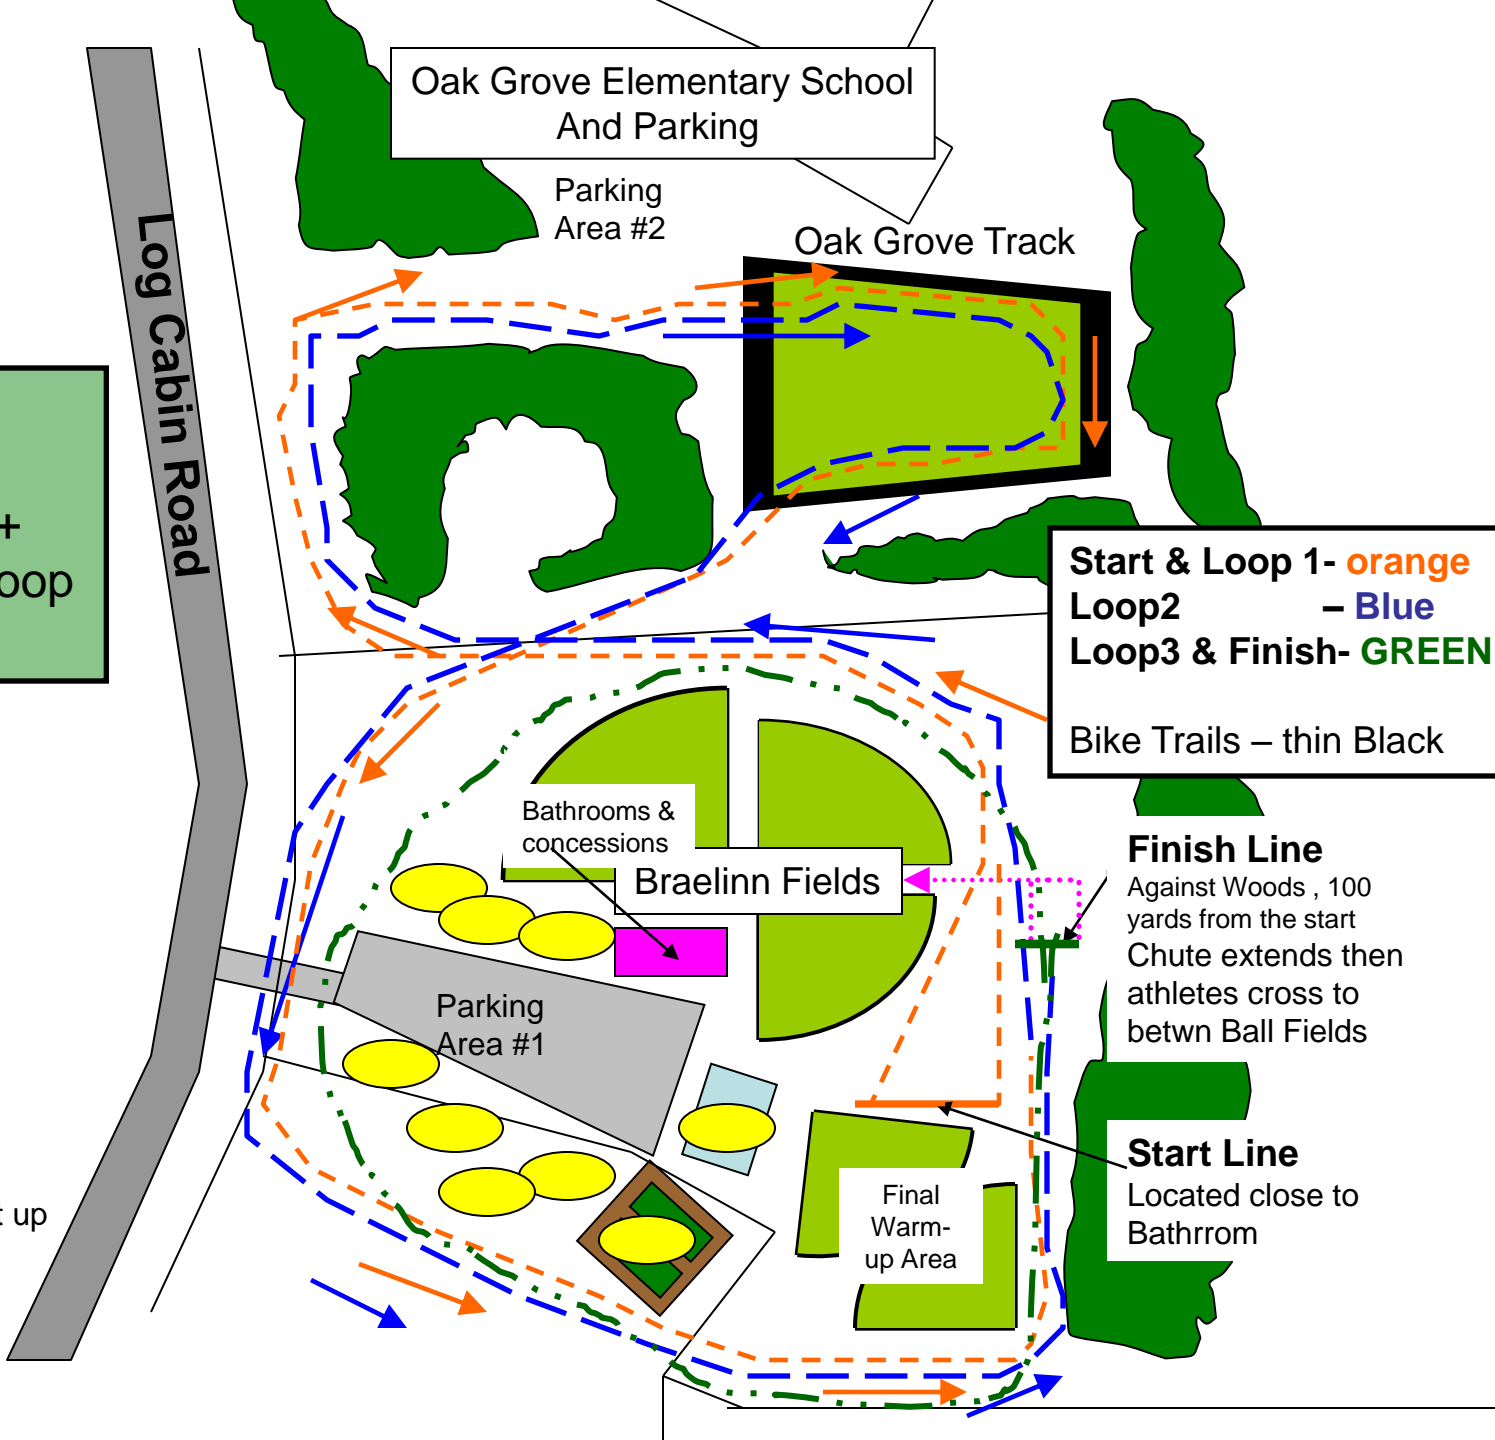 Oak Grove Elementary School
And Parking
Parking
Area #2
Oak Grove Track
Log Cabin Road
+
oop
Start & Loop 1- orange
Loop2 – Blue
Loop3 & Finish- GREEN
Bike Trails – thin Black
Bathrooms &
concessions
Braelinn Fields
Finish Line
Against Woods , 100
yards from the start
Chute extends then
athletes cross to
betwn Ball Fields
Parking
Area #1
Start Line
Located close to
Bathrrom
Final
Warm-
up Area
t up